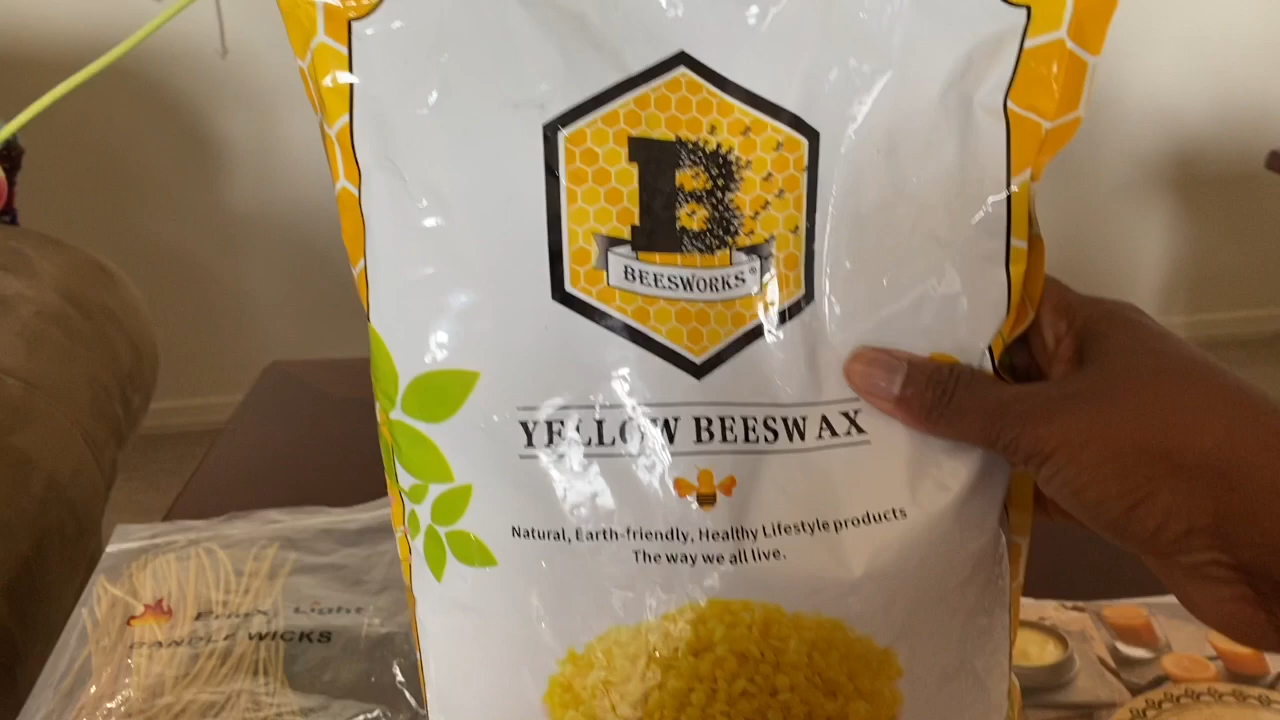 B
BEESWORKS®
YELLOW BEESWAX
Natural, Earth-friendly, Healthy Lifestyle products
The way we all live.
Light
CANDLE WICKS